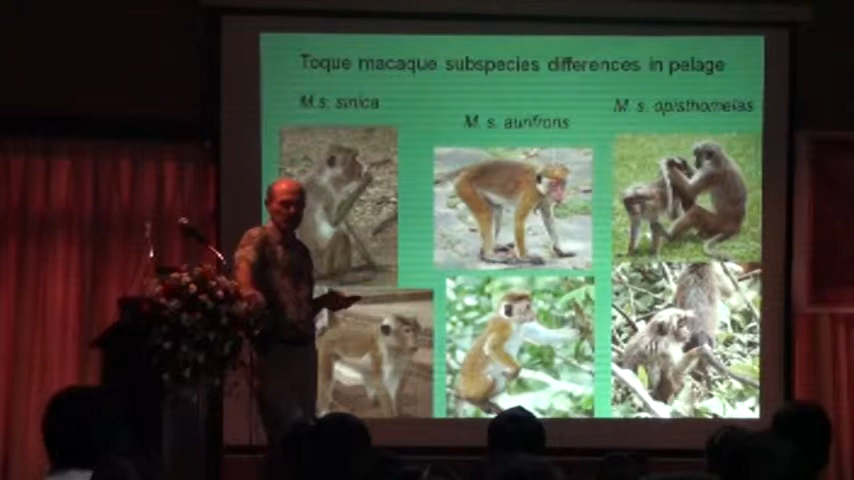 Toque macaque subspecies differences in pelage
M.s. sinica
M. s. aurifrons
M. s. opisthomelas